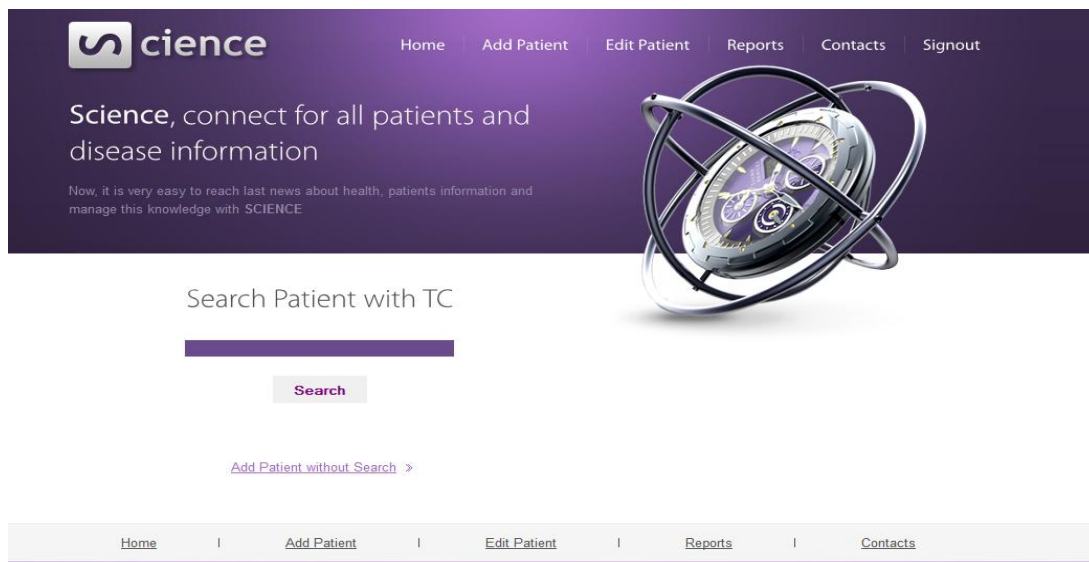 S cience
Home Add Patient Edit Patient Reports Contacts Signout
Science, connect for all patients and
disease information
Now, it is very easy to reach last news about health, patients information and
manage this knowledge with SCIENCE
Search Patient with TC
Search
Add Patient without Search »
Home I Add Patient I Edit Patient I Reports I Contacts